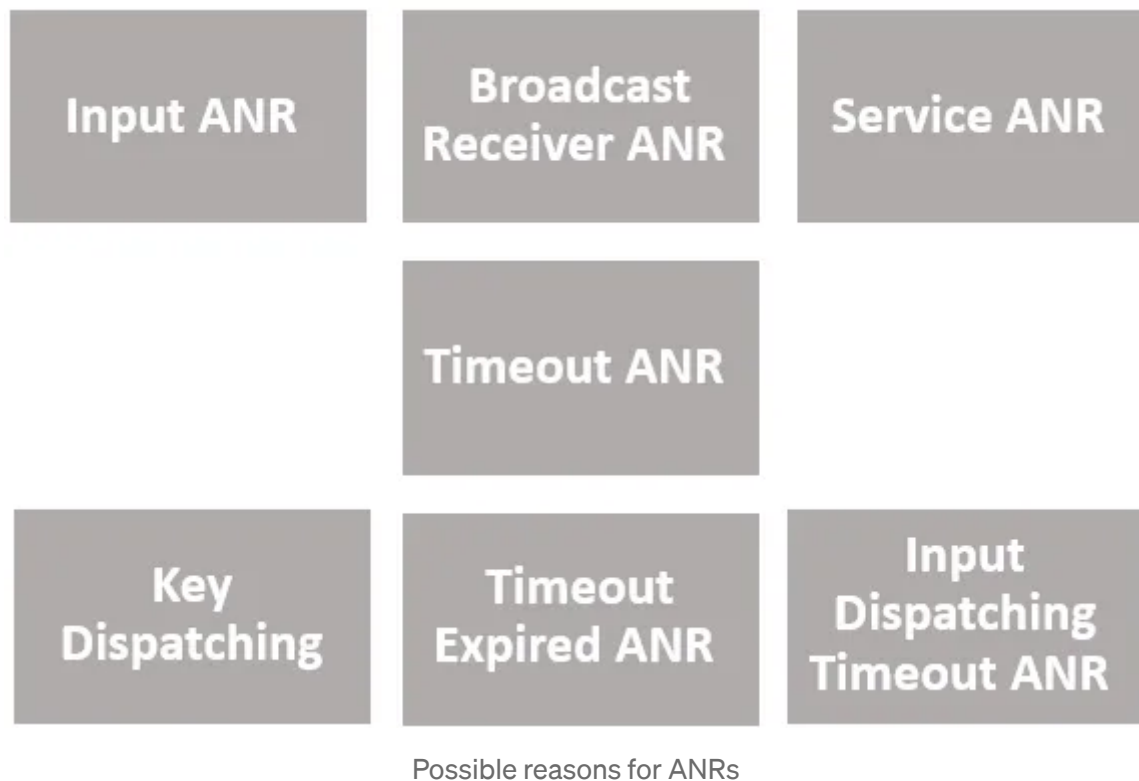 Input ANR
Broadcast
Receiver ANR
Service ANR
Timeout ANR
Key
Dispatching
Timeout
Expired ANR
Input
Dispatching
Timeout ANR
Possible reasons for ANRs